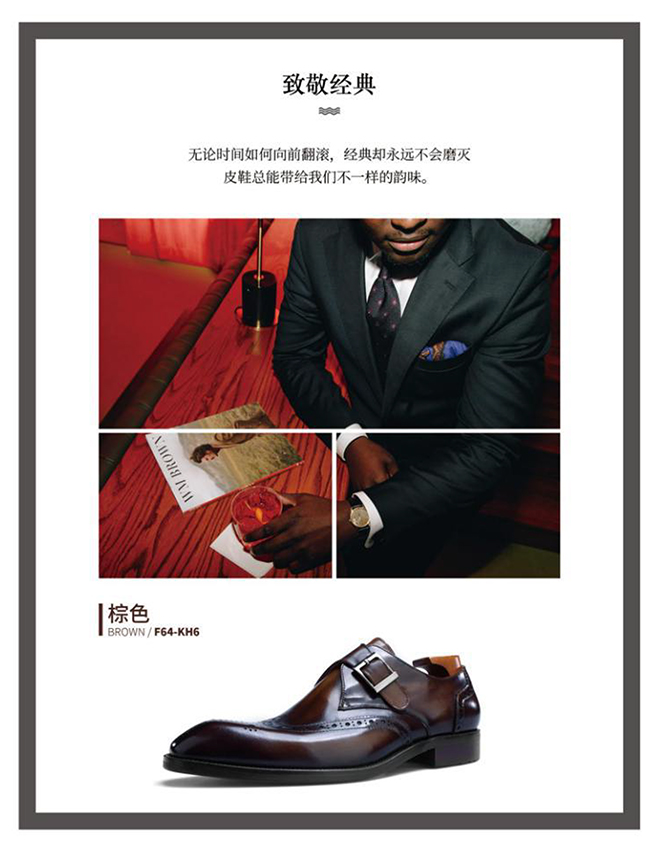 致敬经典
无论时间如何向前翻滚，经典却永远不会磨灭
皮鞋总能带给我们不一样的韵味。
WM BROWN
棕色
BROWN / F64-KH6